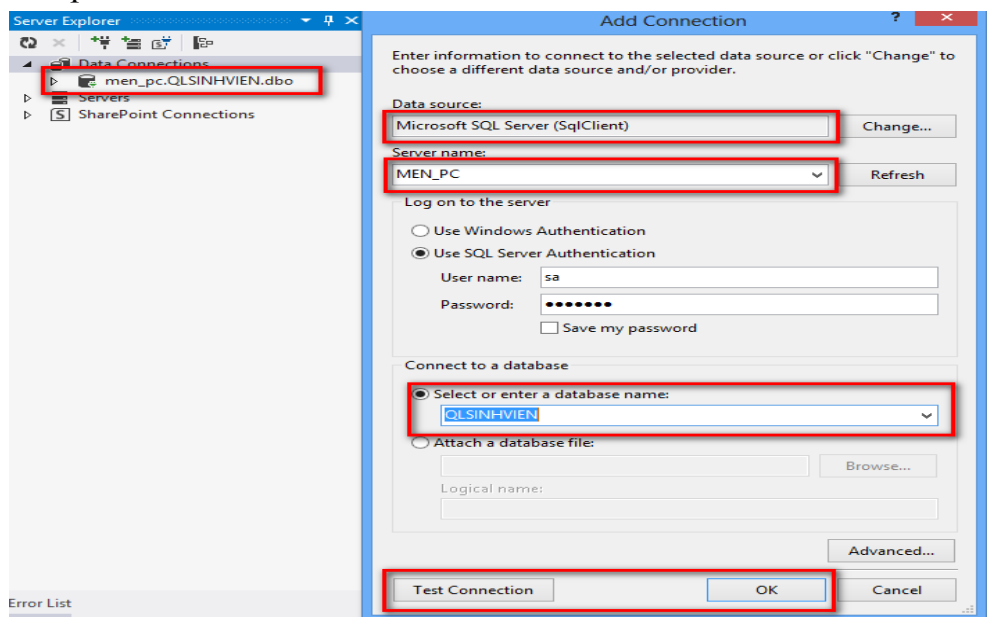 Server Explorer
Data Connections
men_pc.QLSINHVIEN.dbo
Servers
SharePoint Connections
Error List
Add Connection
?
Enter information to connect to the selected data source or click "Change" to
choose a different data source and/or provider.
Data source:
Microsoft SQL Server (SqlClient)
Change...
Server name:
MEN_PC
Refresh
Log on to the server
Use Windows Authentication
Use SQL Server Authentication
User name:
sa
Password:
•••••••
Save my password
Connect to a database
Select or enter a database name:
QLSINHVIEN
Attach a database file:
Browse...
Logical name:
Advanced...
Test Connection
OK
Cancel